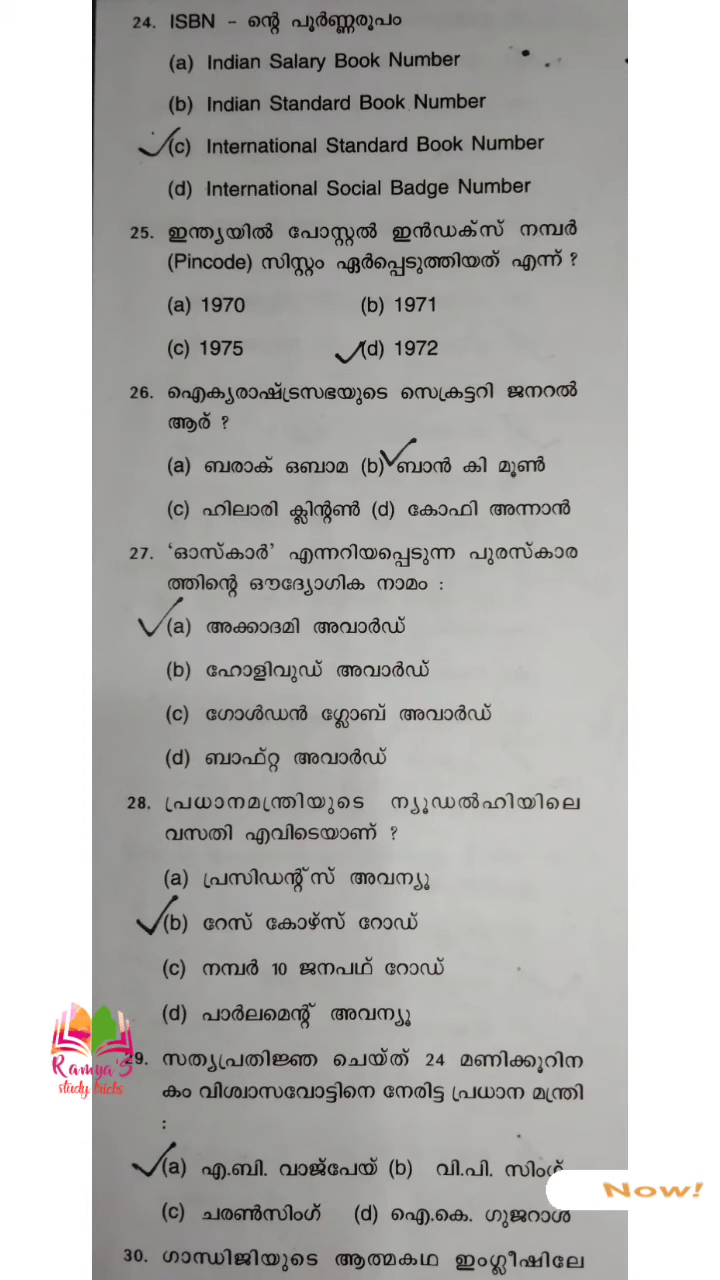 24. ISBN - ന്റെ പൂർണ്ണരൂപം
(a) Indian Salary Book Number
(b) Indian Standard Book Number
(c) International Standard Book Number
(d) International Social Badge Number
25. ഇന്ത്യയിൽ പോസ്റ്റൽ ഇൻഡക്സ് നമ്പർ
(Pincode) സിസ്റ്റം ഏർപ്പെടുത്തിയത് എന്ന് ?
(a) 1970 (b) 1971
(c) 1975 (d) 1972
26. ഐക്യരാഷ്ട്രസഭയുടെ സെക്രട്ടറി ജനറൽ
ആര് ?
(a) ബരാക് ഒബാമ (b) ബാൻ കി മൂൺ
(c) ഹിലാരി ക്ലിന്റൺ (d) കോഫി അന്നാൻ
27. 'ഓസ്കാർ' എന്നറിയപ്പെടുന്ന പുരസ്കാര
ത്തിന്റെ ഔദ്യോഗിക നാമം :
(a) അക്കാദമി അവാർഡ്
(b) ഹോളിവുഡ് അവാർഡ്
(c) ഗോൾഡൻ ഗ്ലോബ് അവാർഡ്
(d) ബാഫ്റ്റ അവാർഡ്
28. പ്രധാനമന്ത്രിയുടെ ന്യൂഡൽഹിയിലെ
വസതി എവിടെയാണ് ?
(a) പ്രസിഡന്റ്സ് അവന്യൂ
(b) റേസ് കോഴ്സ് റോഡ്
(c) നമ്പർ 10 ജനപഥ് റോഡ്
(d) പാർലമെന്റ് അവന്യൂ
29. സത്യപ്രതിജ്ഞ ചെയ്ത് 24 മണിക്കൂറിന
കം വിശ്വാസവോട്ടിനെ നേരിട്ട പ്രധാന മന്ത്രി
:
(a) എ.ബി. വാജ്പേയ് (b) വി.പി. സിംഗ്
(c) ചരൺസിംഗ് (d) ഐ.കെ. ഗുജറാൾ
30. ഗാന്ധിജിയുടെ ആത്മകഥ ഇംഗ്ലീഷിലേ
Ramya'S
study tricks
Now!